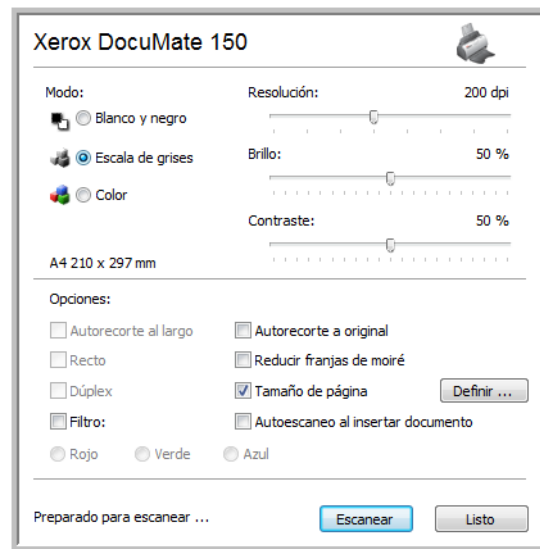 Xerox DocuMate 150
Modo:
Blanco y negro
Escala de grises
Color
A4 210 x 297 mm
Resolución: 200 dpi
Brillo: 50 %
Contraste: 50 %
Opciones:
Autorecorte al largo
Autorecorte a original
Recto
Reducir franjas de moiré
Dúplex
Tamaño de página
Definir ...
Filtro:
Autoescaneo al insertar documento
Rojo Verde Azul
Preparado para escanear ...
Escanear
Listo